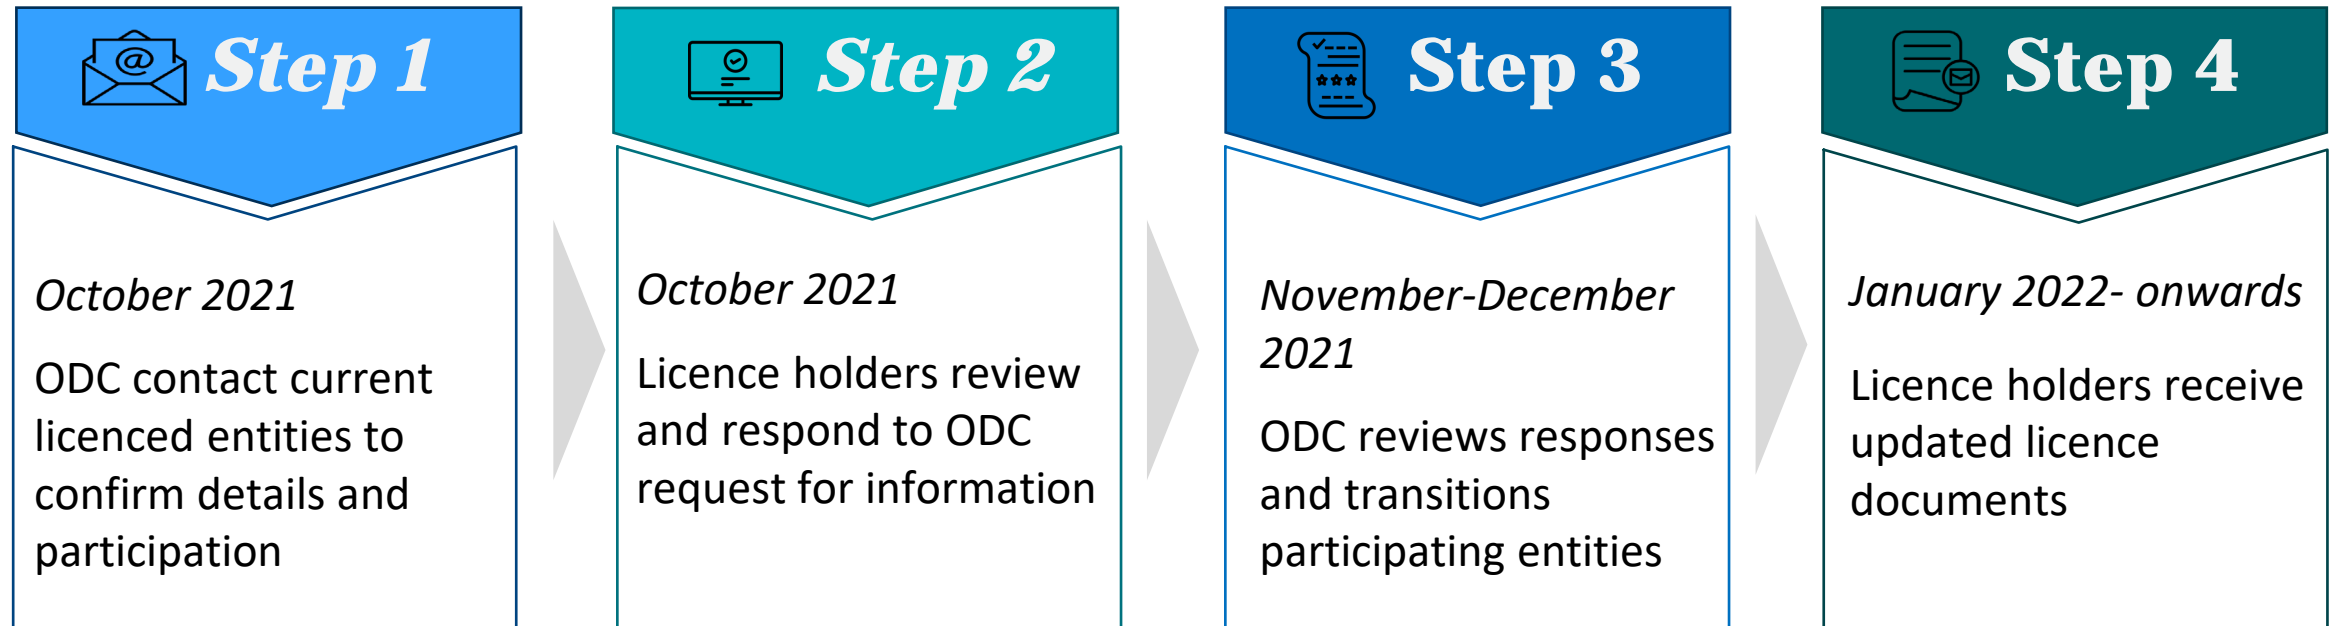 @ Step 1
October 2021
ODC contact current
licenced entities to
confirm details and
participation
Step 2
October 2021
Licence holders review
and respond to ODC
request for information
Step 3
November-December
2021
ODC reviews responses
and transitions
participating entities
Step 4
January 2022- onwards
Licence holders receive
updated licence
documents